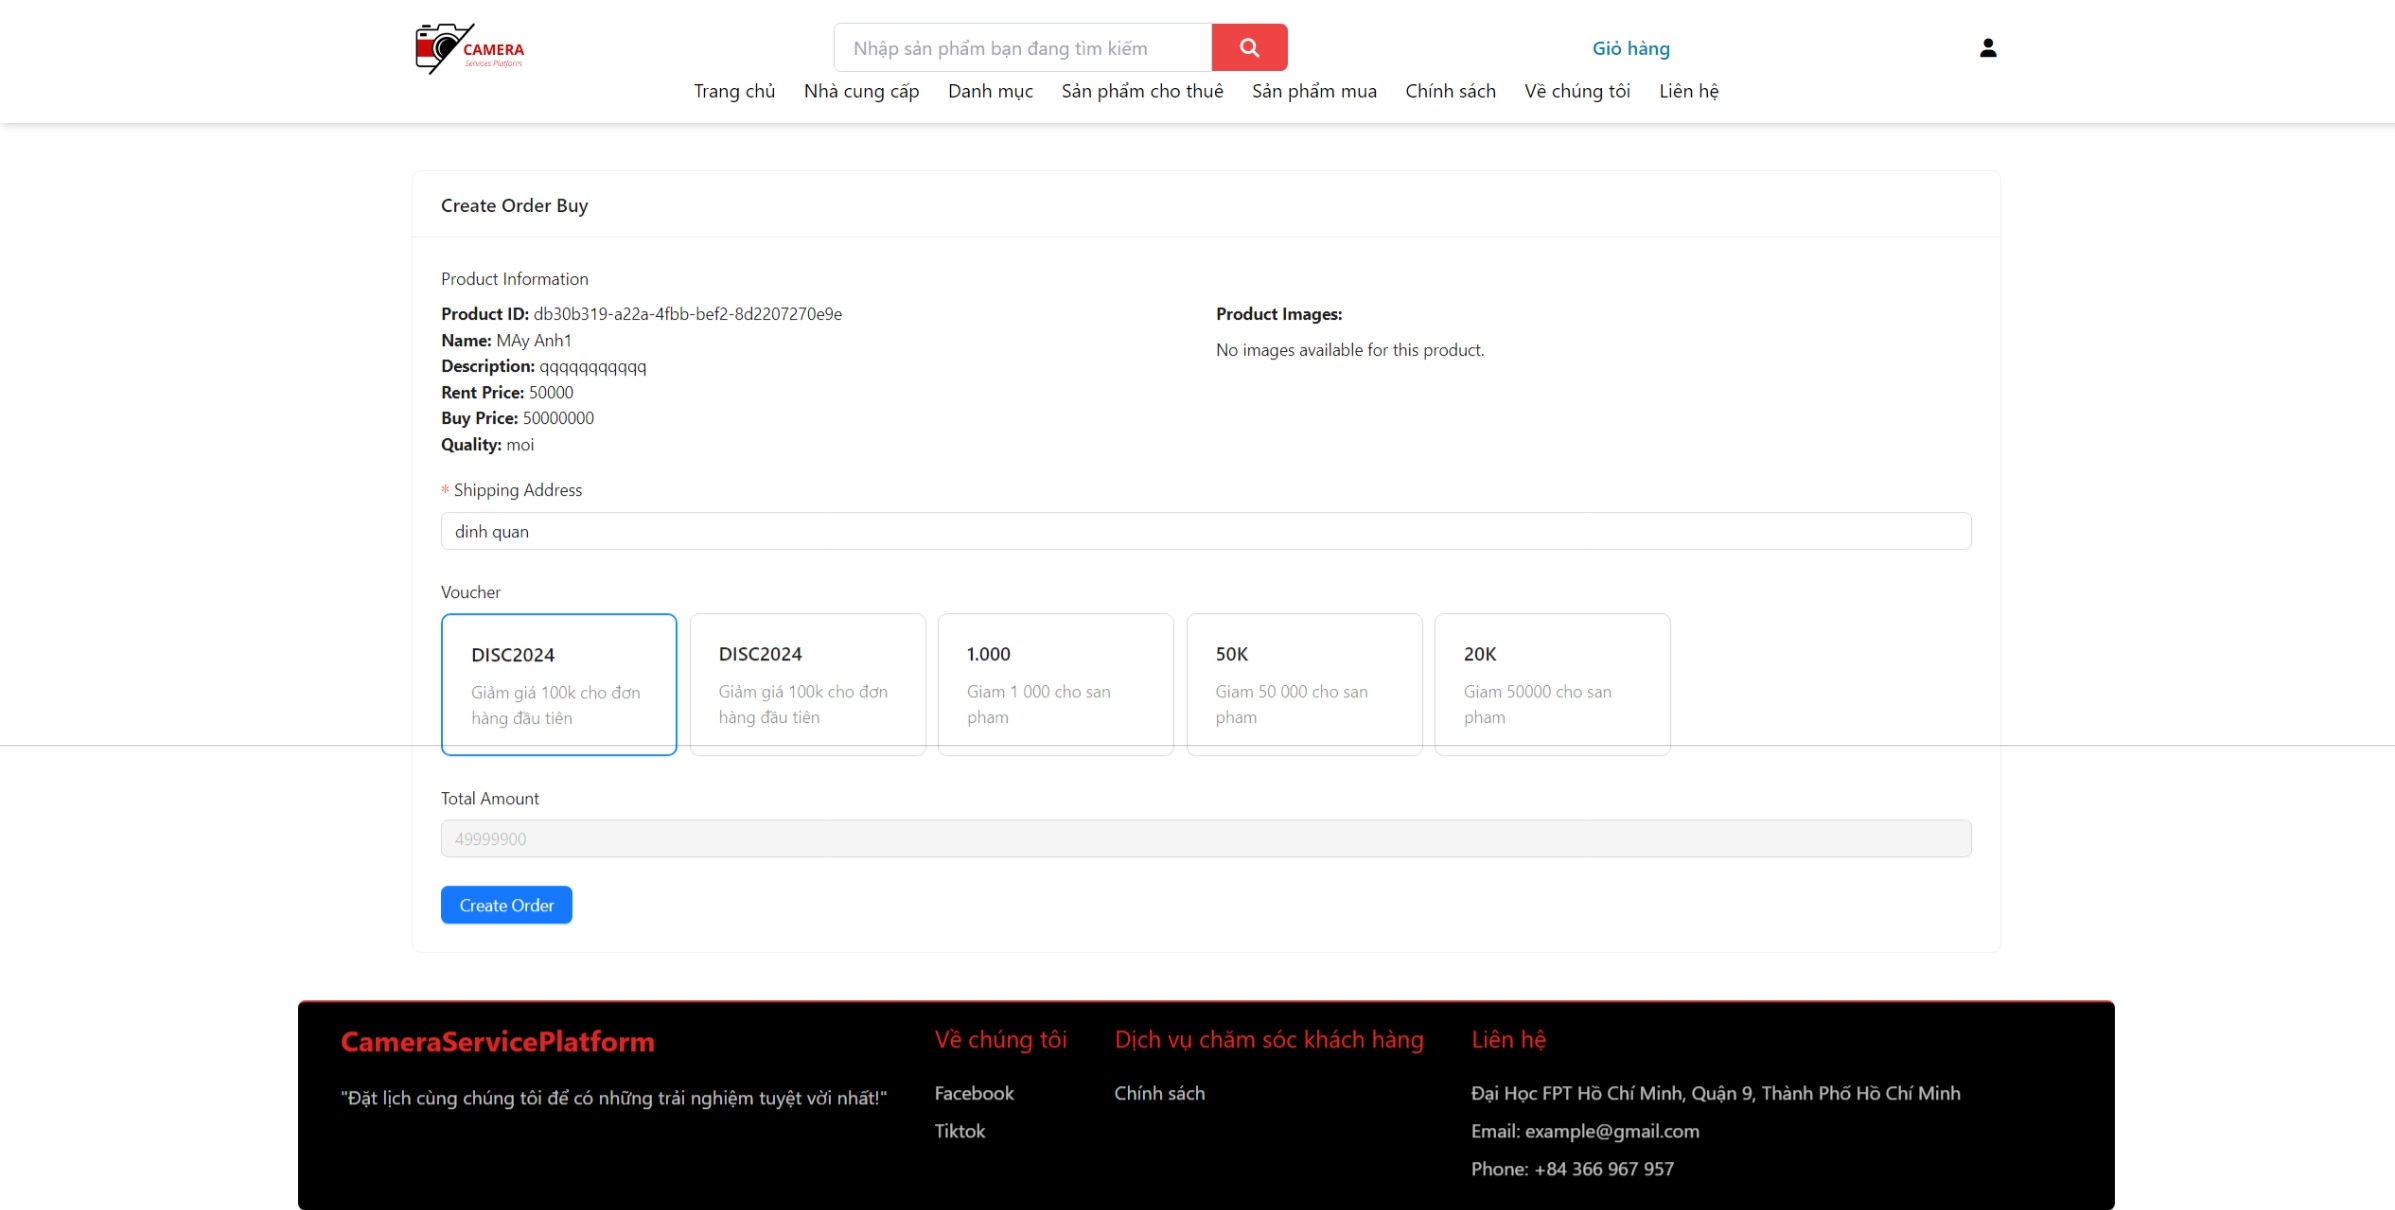 CAMERA
Services Platform
Nhập sản phẩm bạn đang tìm kiếm
Giỏ hàng
Trang chủ Nhà cung cấp Danh mục Sản phẩm cho thuê Sản phẩm mua Chính sách Về chúng tôi Liên hệ
Create Order Buy
Product Information
Product ID: db30b319-a22a-4fbb-bef2-8d2207270e9e
Name: MAy Anh1
Description: qqqqqqqqqqq
Rent Price: 50000
Buy Price: 50000000
Quality: moi
Product Images:
No images available for this product.
* Shipping Address
dinh quan
Voucher
DISC2024
Giảm giá 100k cho đơn
hàng đầu tiên
DISC2024
Giảm giá 100k cho đơn
hàng đầu tiên
1.000
Giam 1 000 cho san
pham
50K
Giam 50 000 cho san
pham
20K
Giam 50000 cho san
pham
Total Amount
49999900
Create Order
CameraServicePlatform
"Đặt lịch cùng chúng tôi để có những trải nghiệm tuyệt vời nhất!"
Về chúng tôi
Facebook
Tiktok
Dịch vụ chăm sóc khách hàng
Chính sách
Liên hệ
Đại Học FPT Hồ Chí Minh, Quận 9, Thành Phố Hồ Chí Minh
Email: example@gmail.com
Phone: +84 366 967 957